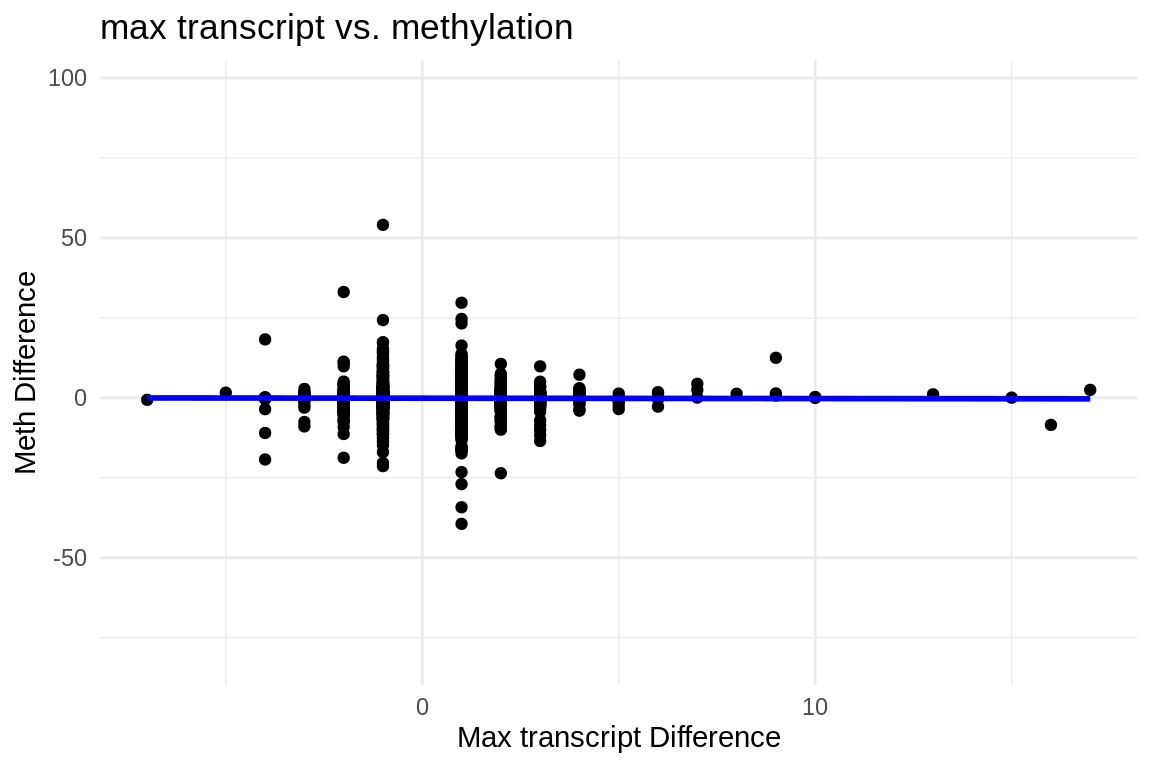 max transcript vs. methylation
100
50
0
-50
Meth Difference
0 10
Max transcript Difference